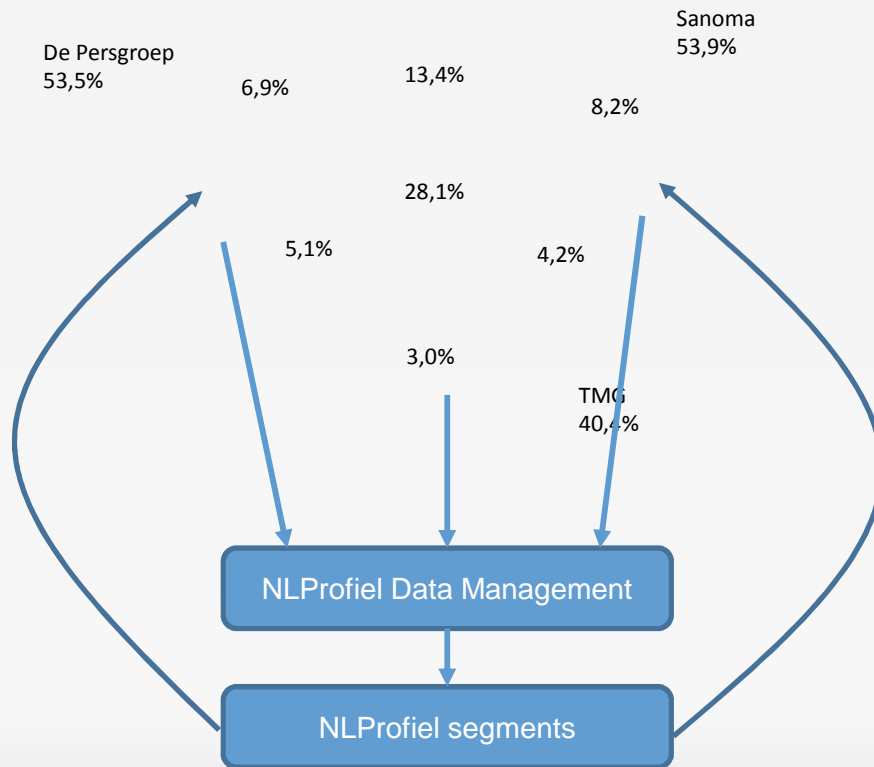 De Persgroep
53,5%
6,9%
13,4%
Sanoma
53,9%
8,2%
28,1%
5,1%
4,2%
3,0%
TMG
40,4%
NLProfiel Data Management
NLProfiel segments